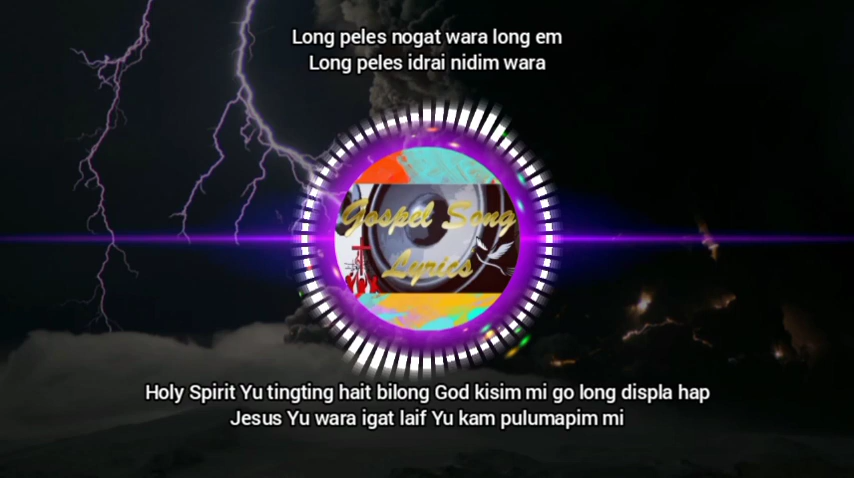 Long peles nogat wara long em
Long peles idrai nidim wara
Gospel Song
Lyrics
Holy Spirit Yu tingting hait bilong God kisim mi go long displa hap
Jesus Yu wara igat laif Yu kam pulumapim mi